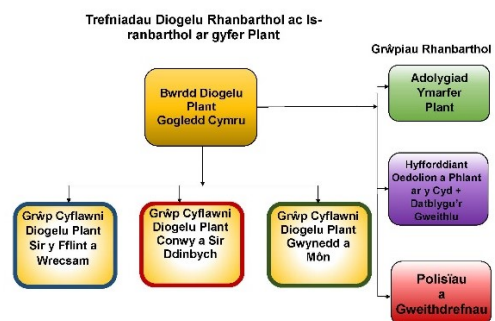 Trefniadau Diogelu Rhanbarthol ac Is-
ranbarthol ar gyfer Plant
Grŵpiau Rhanbarthol
Bwrdd Diogelu
Plant
Gogledd Cymru
Adolygiad
Ymarfer
Plant
Hyfforddiant
Oedolion a Phlant
ar y Cyd +
Datblygu'r
Gweithlu
Grŵp Cyflawni
Diogelu Plant
Sir y Fflint a
Wrecsam
Grŵp Cyflawni
Diogelu Plant
Conwy a Sir
Ddinbych
Grŵp Cyflawni
Diogelu Plant
Gwynedd a
Môn
Polisïau
a
Gweithdrefnau